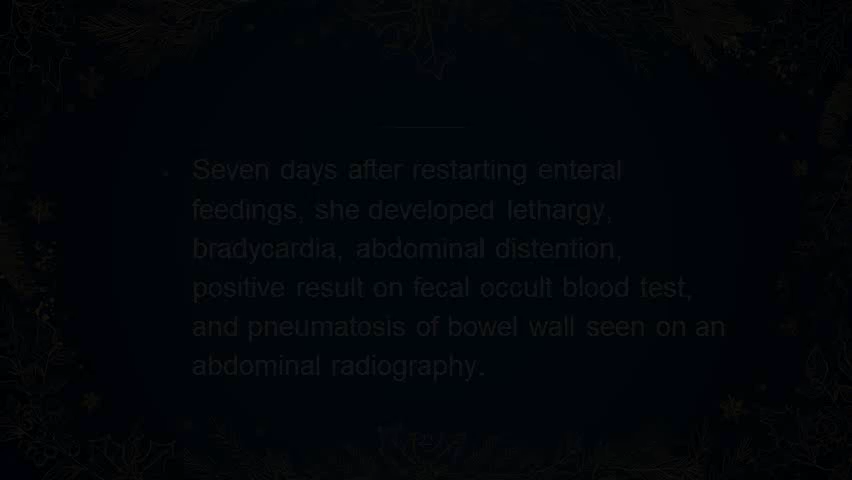 Seven days after restarting enteral
feedings, she developed lethargy,
bradycardia, abdominal distention,
positive result on fecal occult blood test,
and pneumatosis of bowel wall seen on an
abdominal radiography.